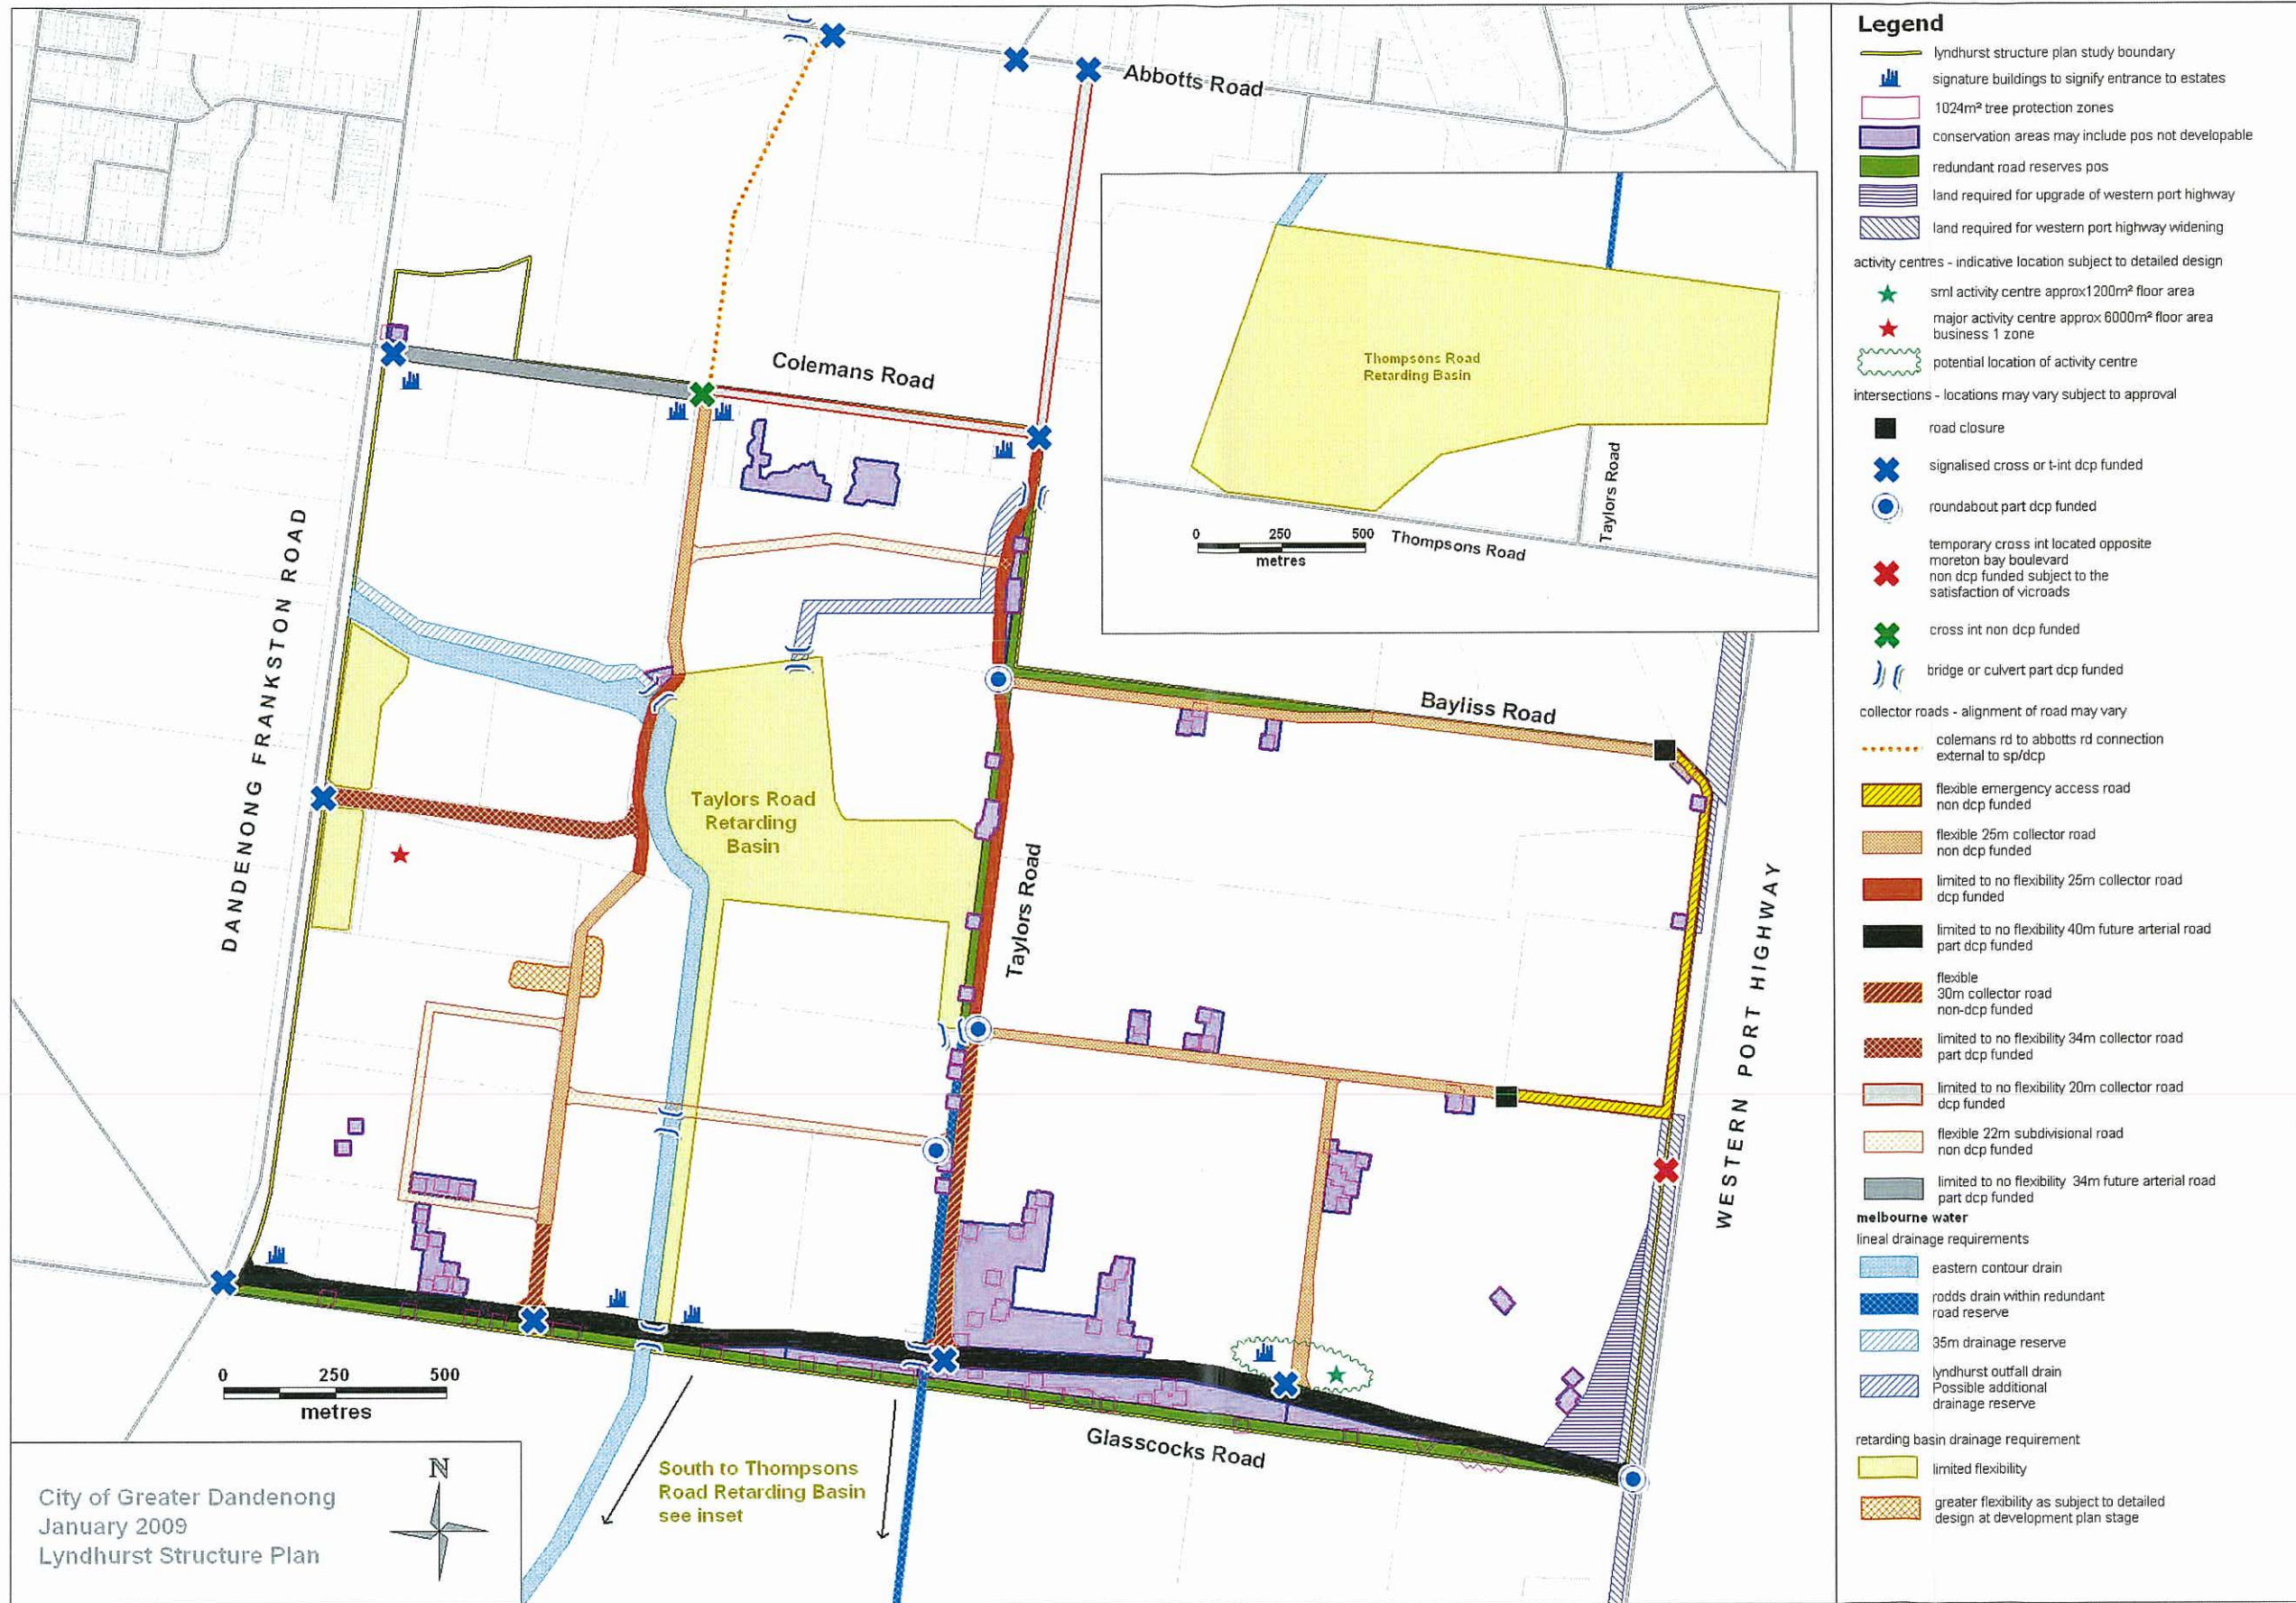 Abbotts Road
Colemans Road
DANDENONG FRANKSTON ROAD
Taylors Road
Retarding
Basin
Taylors Road
Bayliss Road
WESTERN PORT HIGHWAY
Glasscocks Road
South to Thompsons
Road Retarding Basin
see inset
0 250 500
metres
City of Greater Dandenong
January 2009
Lyndhurst Structure Plan
N
Thompsons Road
Retarding Basin
Taylors Road
Thompsons Road
0 250 500
metres
Legend
lyndhurst structure plan study boundary
signature buildings to signify entrance to estates
1024m² tree protection zones
conservation areas may include pos not developable
redundant road reserves pos
land required for upgrade of western port highway
land required for western port highway widening
activity centres - indicative location subject to detailed design
sml activity centre approx1200m² floor area
major activity centre approx 6000m² floor area
business 1 zone
potential location of activity centre
intersections - locations may vary subject to approval
road closure
signalised cross or t-int dcp funded
roundabout part dcp funded
temporary cross int located opposite
moreton bay boulevard
non dcp funded subject to the
satisfaction of vicroads
cross int non dcp funded
bridge or culvert part dcp funded
collector roads - alignment of road may vary
colemans rd to abbotts rd connection
external to sp/dcp
flexible emergency access road
non dcp funded
flexible 25m collector road
non dcp funded
limited to no flexibility 25m collector road
dcp funded
limited to no flexibility 40m future arterial road
part dcp funded
flexible
30m collector road
non-dcp funded
limited to no flexibility 34m collector road
part dcp funded
limited to no flexibility 20m collector road
dcp funded
flexible 22m subdivisional road
non dcp funded
limited to no flexibility 34m future arterial road
part dcp funded
melbourne water
lineal drainage requirements
eastern contour drain
rodds drain within redundant
road reserve
35m drainage reserve
lyndhurst outfall drain
Possible additional
drainage reserve
retarding basin drainage requirement
limited flexibility
greater flexibility as subject to detailed
design at development plan stage